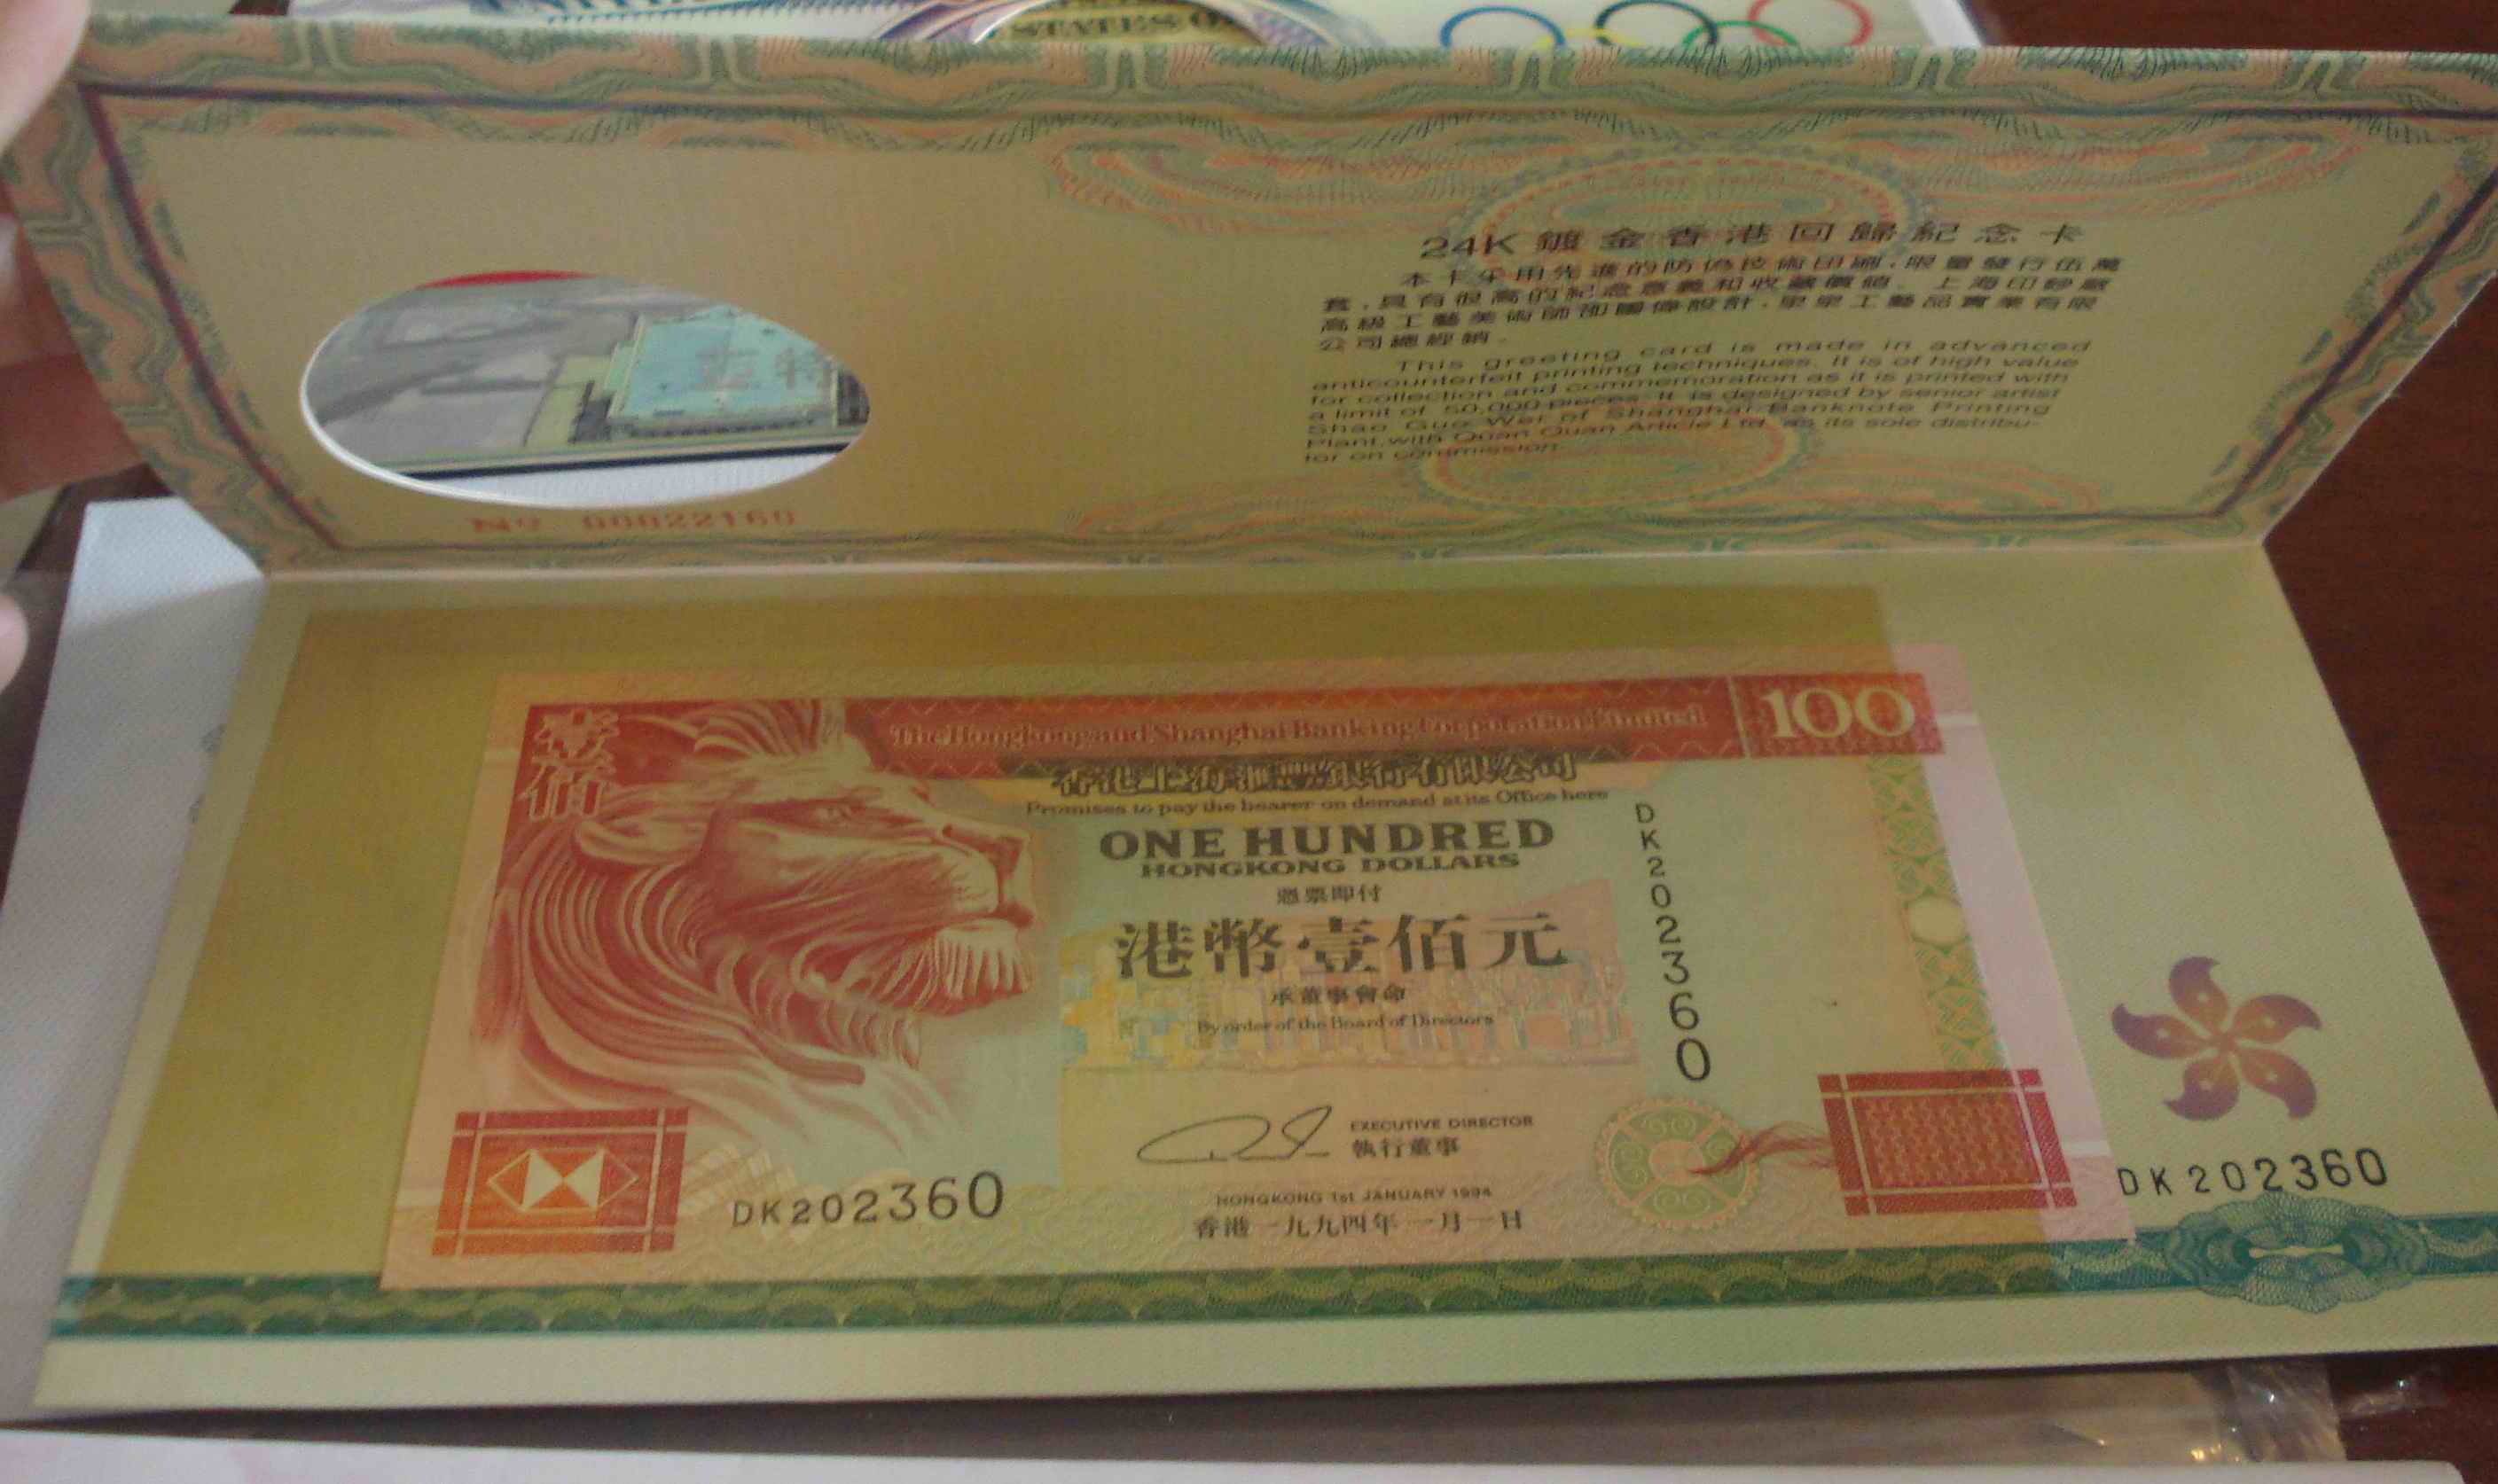 STATES O
24K 鍍金香港回歸紀念卡
本卡采用先進的防偽技術印刷，限量發行伍萬
套，具有很高的紀念意義和收藏價值。上海印鈔廠
高級工藝美術師邵國偉設計，泉泉工藝品實業有限
公司總經銷。
This greeting card is made in advanced
anticounterfeit printing techniques. It is of high value
for collection and commemoration as it is printed with
a limit of 50,000 pieces. It is designed by senior artist
Shao Guo Wei of Shanghai Banknote Printing
Plant, with Quan Quan Article Ltd. as its sole distribu-
tor on commission.
No 00022160
壹佰
The Hongkong and Shanghai Banking Corporation Limited
100
香港上海滙豐銀行有限公司
Promises to pay the bearer on demand at its Office here
ONE HUNDRED
HONGKONG DOLLARS
憑票即付
港幣壹佰元
承董事會命
By order of the Board of Directors
DK202360
EXECUTIVE DIRECTOR
執行董事
DK202360
HONGKONG 1st JANUARY 1994
香港一九九四年一月一日
DK202360